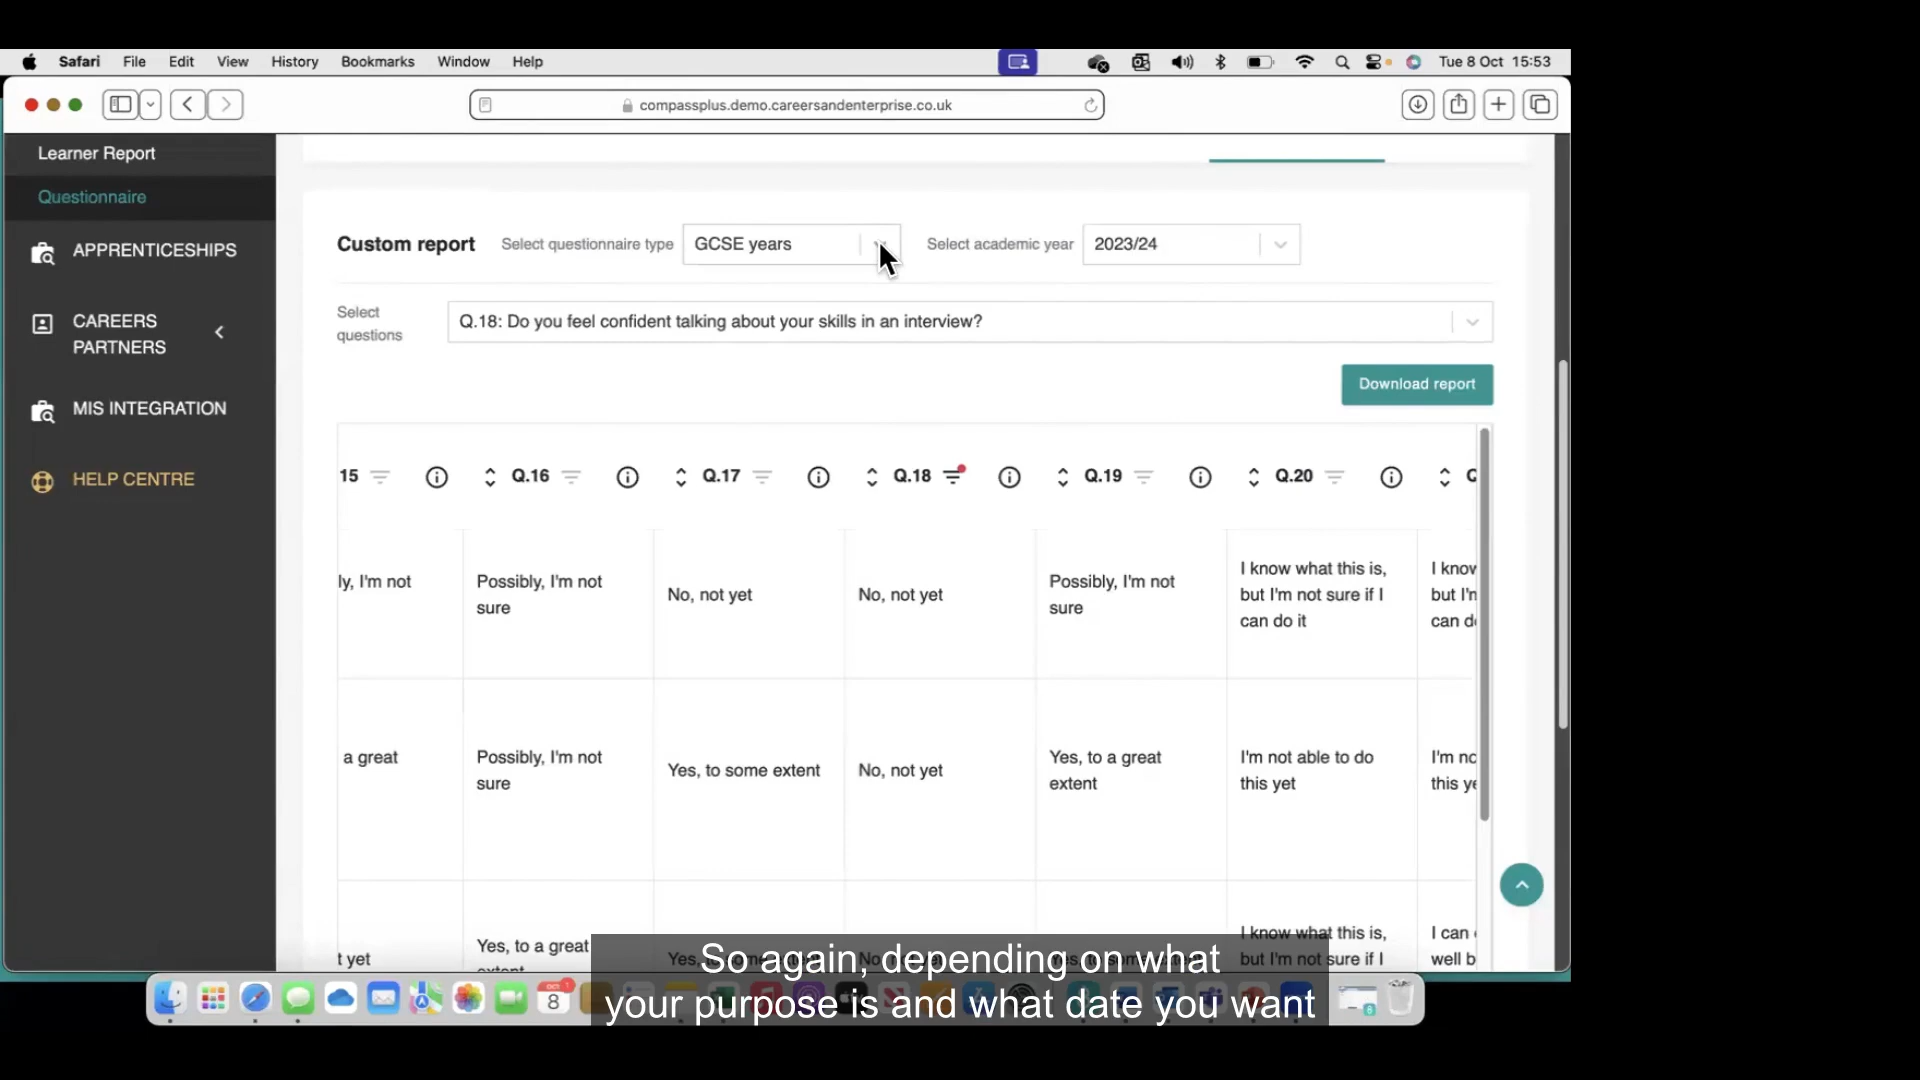 Safari File Edit View History Bookmarks Window Help Tue 8 Oct 15:53
compassplus.demo.careersandenterprise.co.uk
Learner Report
Questionnaire
APPRENTICESHIPS
CAREERS
PARTNERS
MIS INTEGRATION
HELP CENTRE
Custom report Select questionnaire type GCSE years Select academic year 2023/24
Select
questions
Q.18: Do you feel confident talking about your skills in an interview?
Download report
15 Q.16 Q.17 Q.18 Q.19 Q.20
ly, I'm not
Possibly, I'm not
sure
No, not yet
No, not yet
Possibly, I'm not
sure
I know what this is,
but I'm not sure if I
can do it
a great
Possibly, I'm not
sure
Yes, to some extent
No, not yet
Yes, to a great
extent
I'm not able to do
this yet
t yet
Yes, to a great
I know what this is,
but I'm not sure if I
I can
well
So again, depending on what
your purpose is and what date you want
8